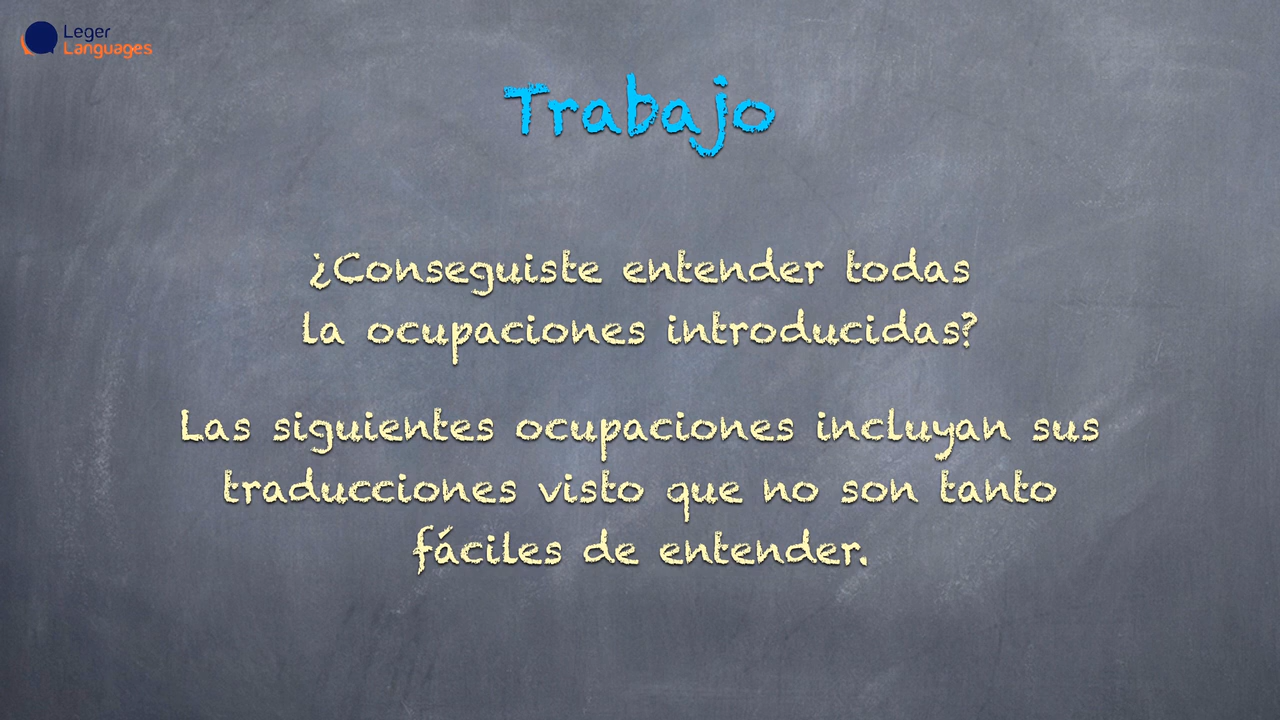 Leger
Languages
Trabajo
¿Conseguiste entender todas
la ocupaciones introducidas?
Las siguientes ocupaciones incluyan sus
traducciones visto que no son tanto
fáciles de entender.